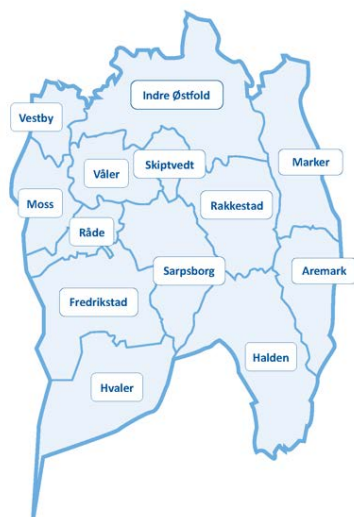 Indre Østfold
Vestby
Skiptvedt
Marker
Våler
Moss
Rakkestad
Råde
Sarpsborg
Aremark
Fredrikstad
Halden
Hvaler